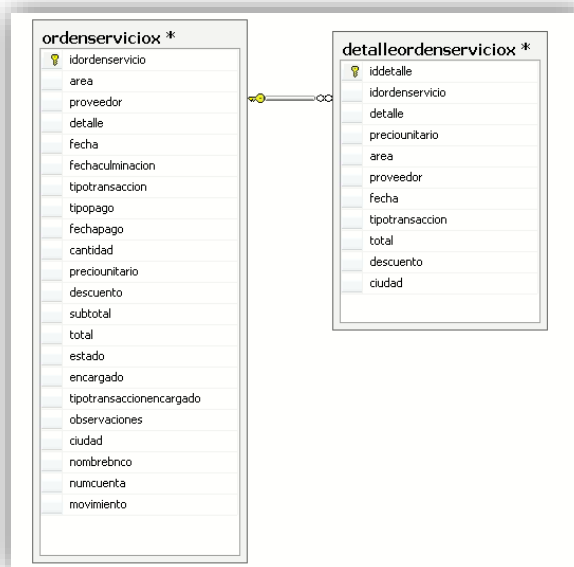 ordenserviciox *
idordenservicio
area
proveedor
detalle
fecha
fechaculminacion
tipotransaccion
tipopago
fechapago
cantidad
preciounitario
descuento
subtotal
total
estado
encargado
tipotransaccionencargado
observaciones
ciudad
nombrebnco
numcuenta
movimiento
detalleordenserviciox *
iddetalle
idordenservicio
detalle
preciounitario
area
proveedor
fecha
tipotransaccion
total
descuento
ciudad